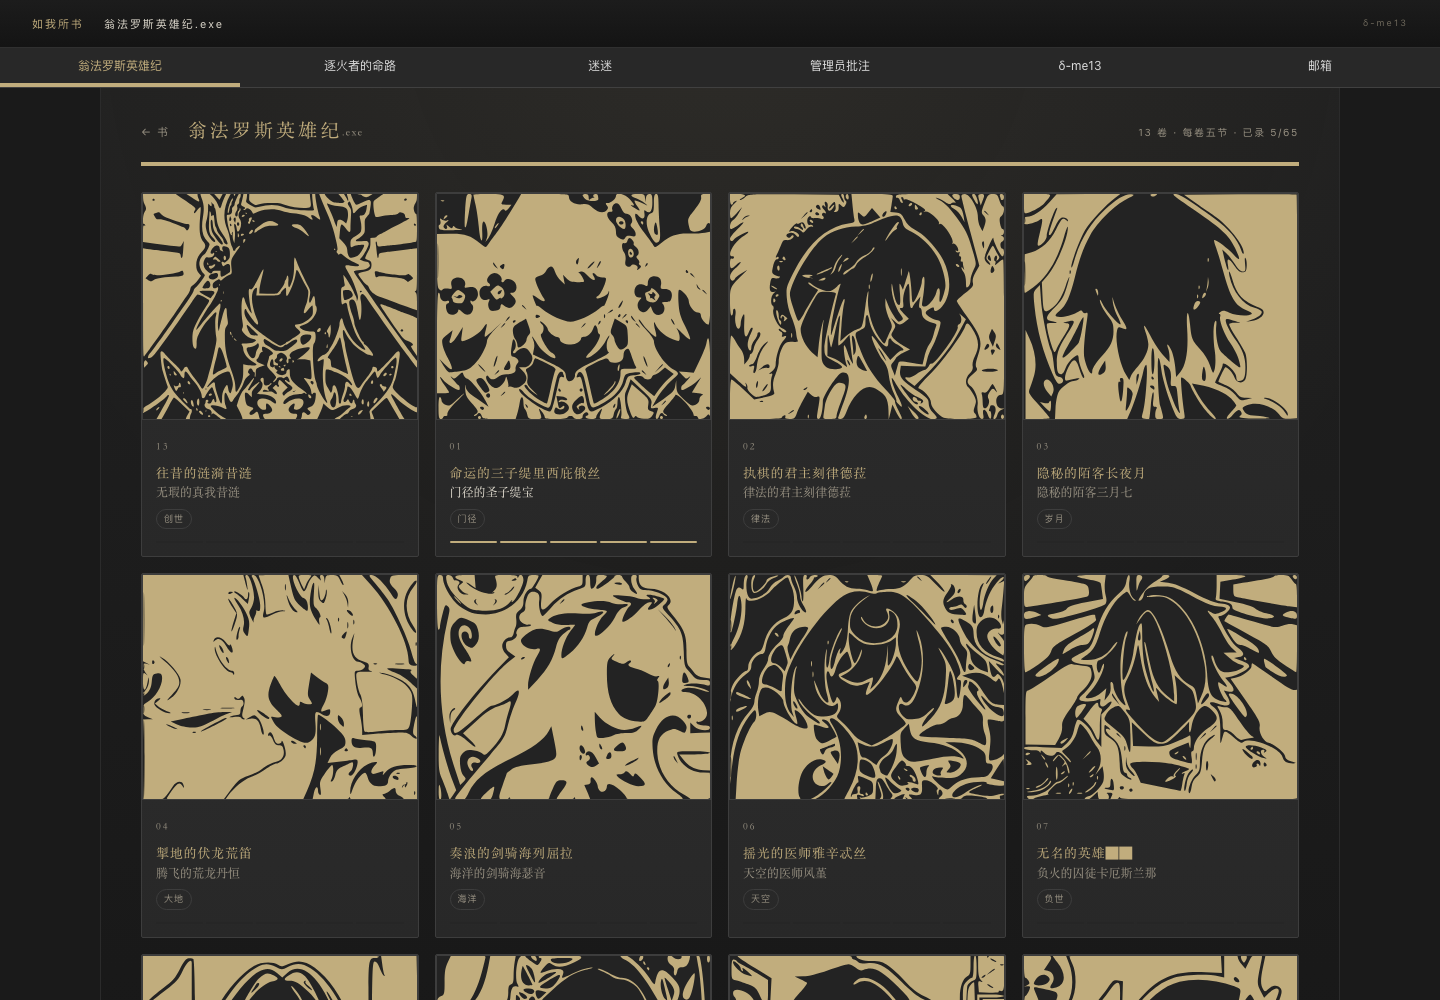 如我所书 翁法罗斯英雄纪.exe δ-me13
翁法罗斯英雄纪 逐火者的命路 迷迷 管理员批注 δ-me13 邮箱
← 书 翁法罗斯英雄纪.exe 13 卷 · 每卷五节 · 已录 5/65
13
往昔的涟漪昔涟
无瑕的真我昔涟
创世
01
命运的三子缇里西庇俄丝
门径的圣子缇宝
门径
02
执棋的君主刻律德菈
律法的君主刻律德菈
律法
03
隐秘的陌客长夜月
隐秘的陌客三月七
岁月
04
掣地的伏龙荒笛
腾飞的荒龙丹恒
大地
05
奏浪的剑骑海列屈拉
海洋的剑骑海瑟音
海洋
06
摇光的医师雅辛忒丝
天空的医师风堇
天空
07
无名的英雄██
负火的囚徒卡厄斯兰那
负世